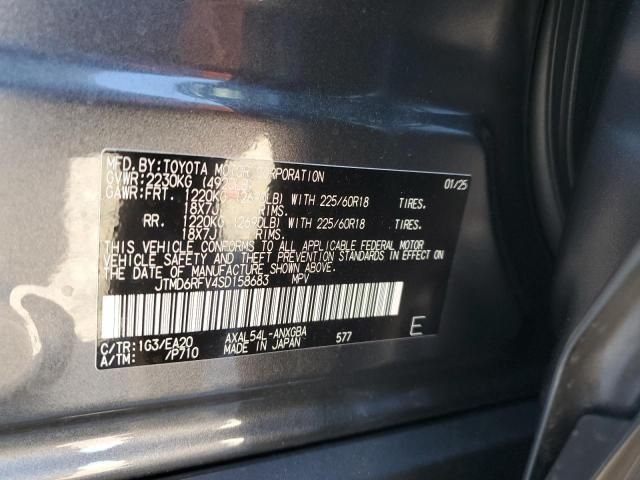 MFD. BY: TOYOTA MOTOR CORPORATION 01/25
GVWR: 2230KG (4920LB)
GAWR: FRT. 1220KG (2690LB) WITH 225/60R18 TIRES.
18X7J RIMS.
RR. 1220KG (2690LB) WITH 225/60R18 TIRES.
18X7J RIMS.
THIS VEHICLE CONFORMS TO ALL APPLICABLE FEDERAL MOTOR
VEHICLE SAFETY AND THEFT PREVENTION STANDARDS IN EFFECT ON
THE DATE OF MANUFACTURE SHOWN ABOVE.
JTMD6RFV4SD158683 MPV
C/TR: 1G3/EA20 AXAL54L-ANXGBA 577 E
A/TM: /P710 MADE IN JAPAN